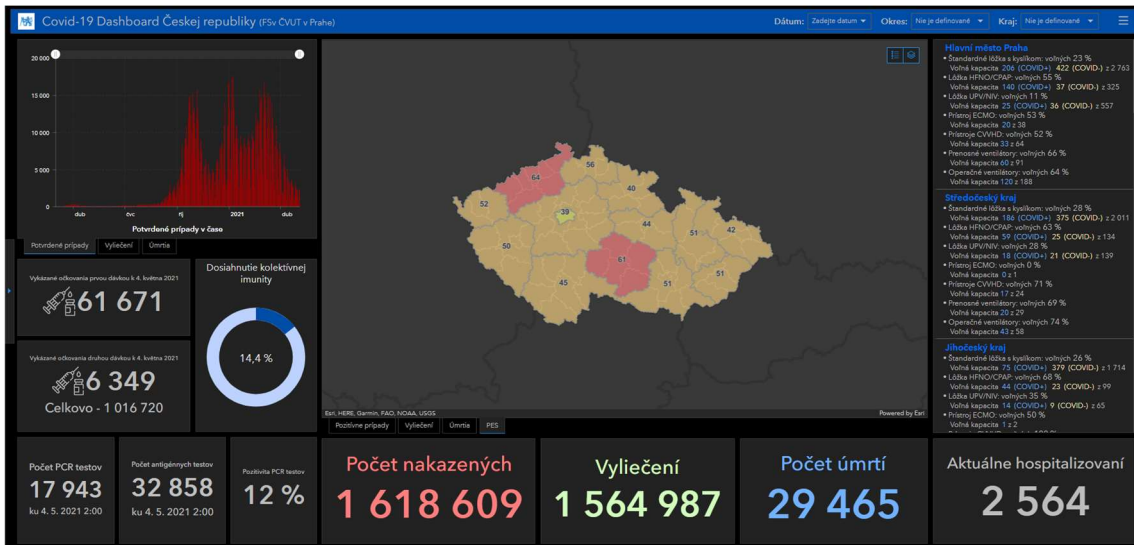 Covid-19 Dashboard Českej republiky (FSv ČVUT v Prahe)
Dátum: Zadejte datum
Okres: Nie je definované
Kraj: Nie je definované
20 000
15 000
10 000
5 000
0
dub
čvc
říj
2021
dub
Potvrdené prípady v čase
Potvrdené prípady
Vyliečení
Úmrtia
Vykázané očkovania prvou dávkou k 4. května 2021
61 671
Vykázané očkovania druhou dávkou k 4. května 2021
6 349
Celkovo - 1 016 720
Dosiahnutie kolektívnej
imunity
14,4 %
64
56
40
52
39
44
51
42
50
61
45
51
51
Esri, HERE, Garmin, FAO, NOAA, USGS
Powered by Esri
Pozitívne prípady
Vyliečení
Úmrtia
PES
Hlavní město Praha
• Štandardné lôžka s kyslíkom: voľných 23 %
Voľná kapacita 206 (COVID+) 422 (COVID-) z 2 763
• Lôžka HFNO/CPAP: voľných 55 %
Voľná kapacita 140 (COVID+) 37 (COVID-) z 325
• Lôžka UPV/NIV: voľných 11 %
Voľná kapacita 25 (COVID+) 36 (COVID-) z 557
• Prístroj ECMO: voľných 53 %
Voľná kapacita 20 z 38
• Prístroje CVVHD: voľných 52 %
Voľná kapacita 33 z 64
• Prenosné ventilátory: voľných 66 %
Voľná kapacita 60 z 91
• Operačné ventilátory: voľných 64 %
Voľná kapacita 120 z 188
Středočeský kraj
• Štandardné lôžka s kyslíkom: voľných 28 %
Voľná kapacita 186 (COVID+) 375 (COVID-) z 2 011
• Lôžka HFNO/CPAP: voľných 63 %
Voľná kapacita 59 (COVID+) 25 (COVID-) z 134
• Lôžka UPV/NIV: voľných 28 %
Voľná kapacita 18 (COVID+) 21 (COVID-) z 139
• Prístroj ECMO: voľných 0 %
Voľná kapacita 0 z 1
• Prístroje CVVHD: voľných 71 %
Voľná kapacita 17 z 24
• Prenosné ventilátory: voľných 69 %
Voľná kapacita 20 z 29
• Operačné ventilátory: voľných 74 %
Voľná kapacita 43 z 58
Jihočeský kraj
• Štandardné lôžka s kyslíkom: voľných 26 %
Voľná kapacita 75 (COVID+) 379 (COVID-) z 1 714
• Lôžka HFNO/CPAP: voľných 68 %
Voľná kapacita 44 (COVID+) 23 (COVID-) z 99
• Lôžka UPV/NIV: voľných 35 %
Voľná kapacita 14 (COVID+) 9 (COVID-) z 65
• Prístroj ECMO: voľných 50 %
Voľná kapacita 1 z 2
Počet PCR testov
17 943
ku 4. 5. 2021 2:00
Počet antigénnych testov
32 858
ku 4. 5. 2021 2:00
Pozitivita PCR testov
12 %
Počet nakazených
1 618 609
Vyliečení
1 564 987
Počet úmrtí
29 465
Aktuálne hospitalizovaní
2 564